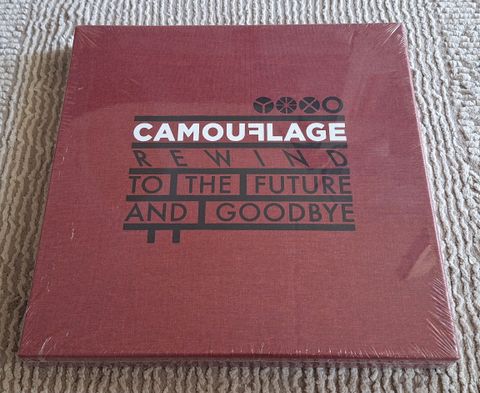 CAMOUFLAGE
REWIND
TO THE FUTURE
AND GOODBYE